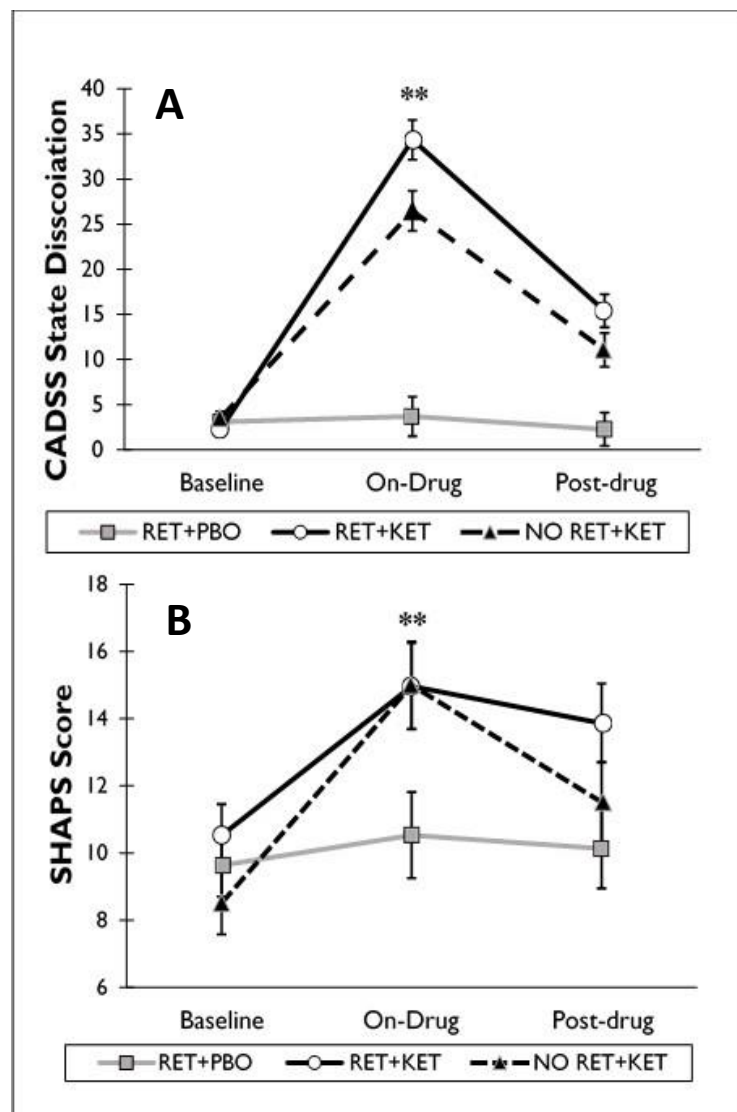 A
**
40
35
30
25
20
15
10
5
0
CADSS State Disscoiation
Baseline On-Drug Post-drug
RET+PBO RET+KET NO RET+KET
B
**
18
16
14
12
10
8
6
SHAPS Score
Baseline On-Drug Post-drug
RET+PBO RET+KET NO RET+KET